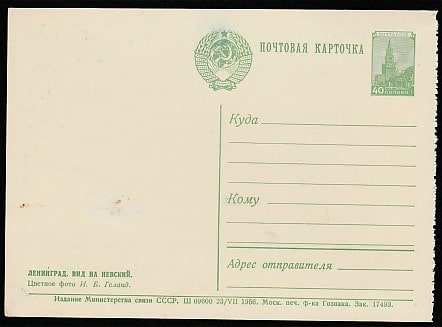 ПОЧТОВАЯ КАРТОЧКА
ПОЧТА СССР
40
КОПЕЕК
Куда
Кому
Адрес отправителя
ЛЕНИНГРАД. ВИД НА НЕВСКИЙ.
Цветное фото И. Б. Голанд.
Издание Министерства связи СССР. Ш 09600 23/VII 1956. Моск. печ. ф-ка Гознака. Зак. 17493.